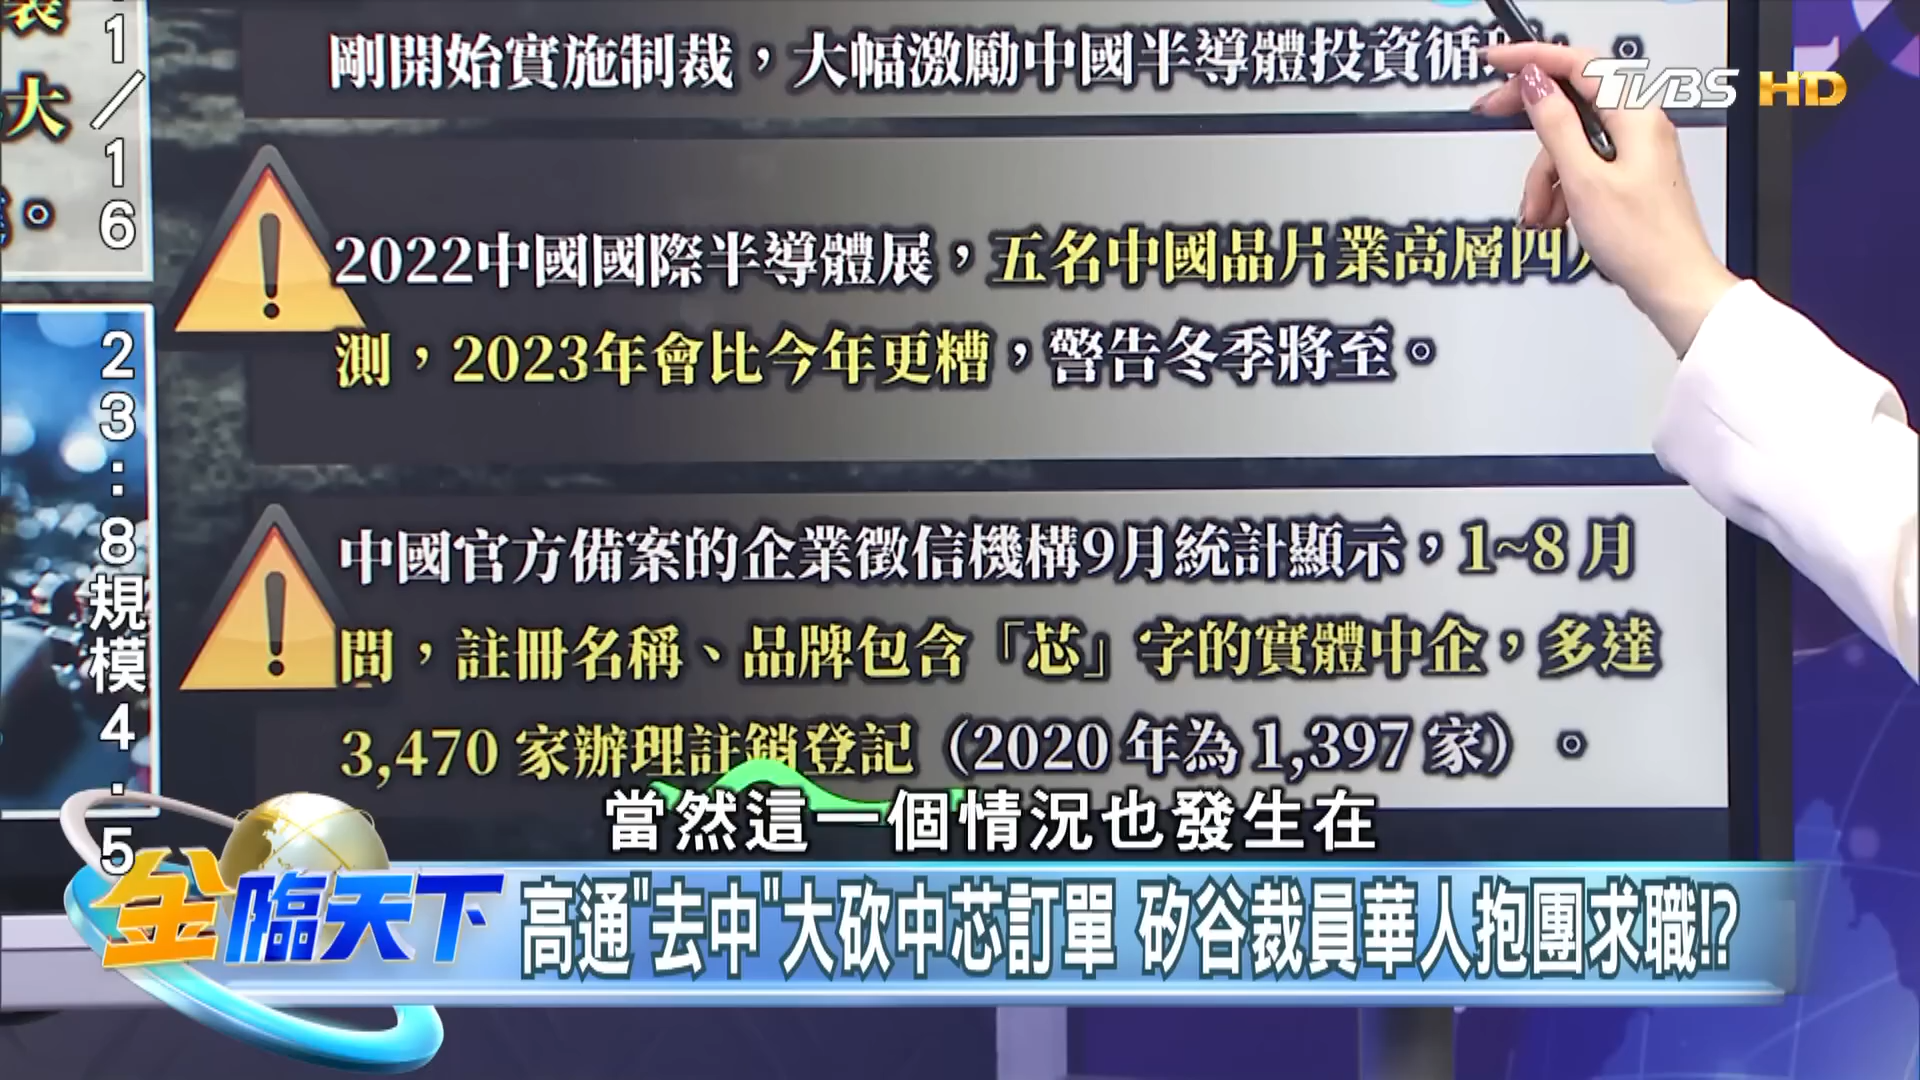 裝
大
。
1/16
23:8規模4.5
剛開始實施制裁，大幅激勵中國半導體投資循
。
TVBS HD
2022中國國際半導體展，五名中國晶片業高層四人
測，2023年會比今年更糟，警告冬季將至。
中國官方備案的企業徵信機構9月統計顯示，1~8月
間，註冊名稱、品牌包含「芯」字的實體中企，多達
3,470家辦理註銷登記（2020年為1,397家）。
當然這一個情況也發生在
金臨天下
高通"去中"大砍中芯訂單 矽谷裁員華人抱團求職!?